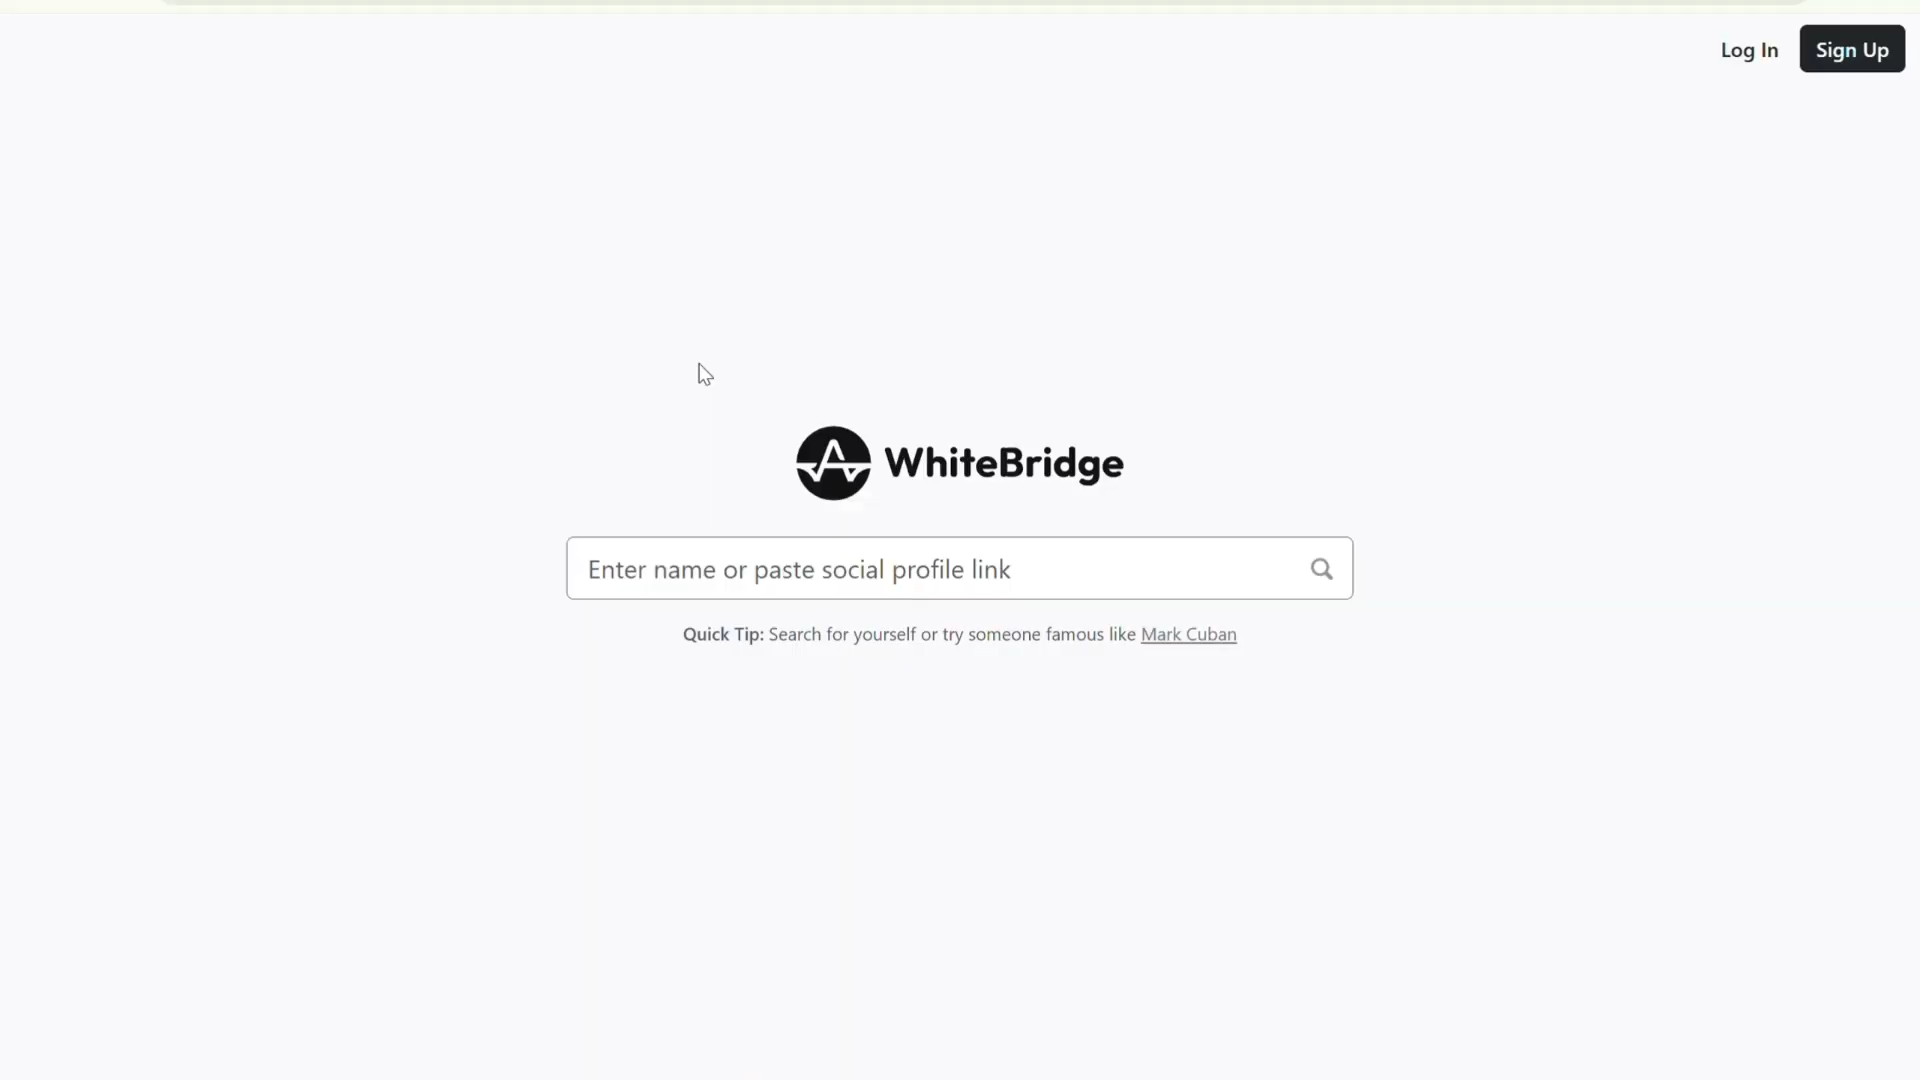 Log In
Sign Up
WhiteBridge
Enter name or paste social profile link
Quick Tip: Search for yourself or try someone famous like Mark Cuban